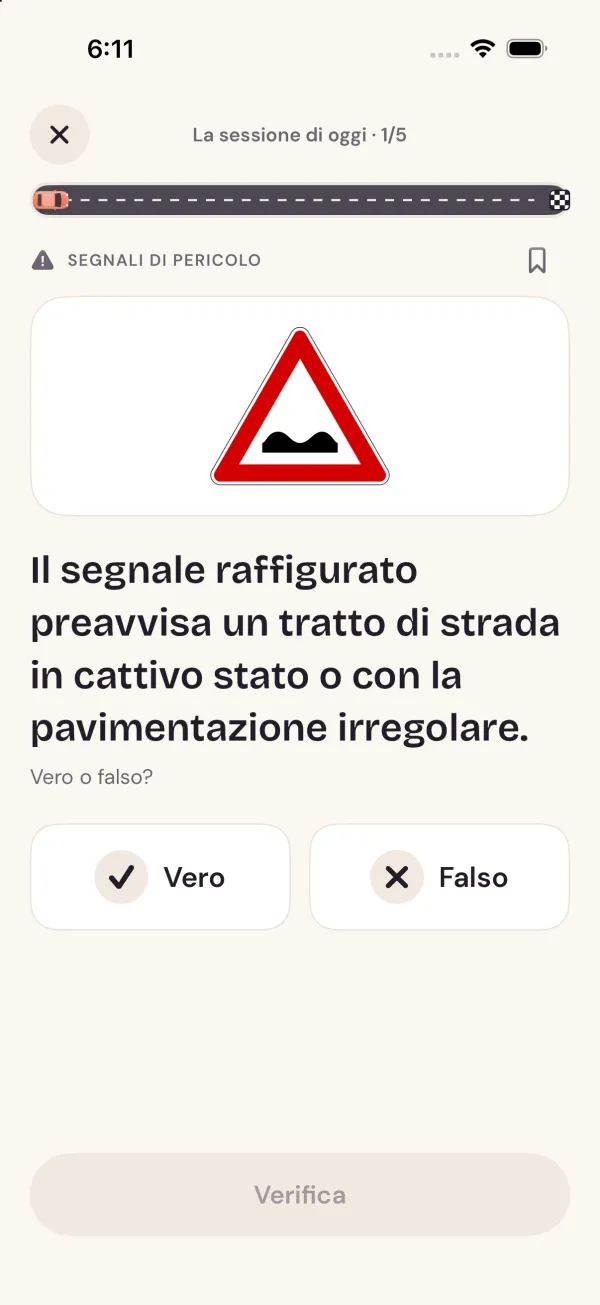 6:11
La sessione di oggi · 1/5
SEGNALI DI PERICOLO
Il segnale raffigurato
preavvisa un tratto di strada
in cattivo stato o con la
pavimentazione irregolare.
Vero o falso?
Vero
Falso
Verifica